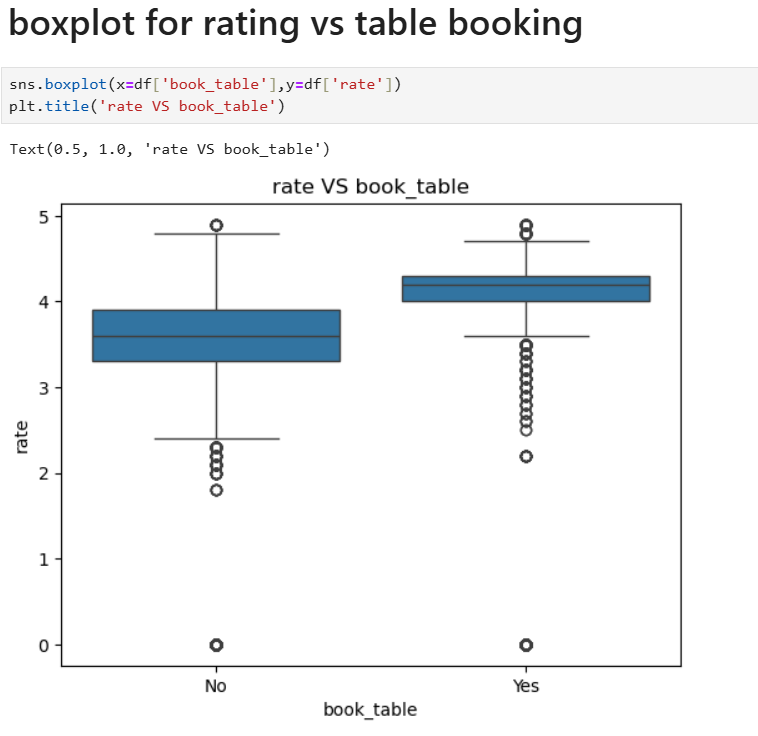 boxplot for rating vs table booking
sns.boxplot(x=df['book_table'],y=df['rate'])
plt.title('rate VS book_table')
Text(0.5, 1.0, 'rate VS book_table')
rate VS book_table
5
4
3
2
1
0
rate
No Yes
book_table